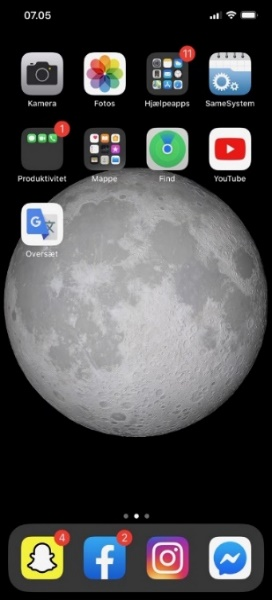 07.05
11
Kamera
Fotos
Hjælpeapps
SameSystem
1
Produktivitet
Mappe
Find
YouTube
G
Oversæt
4
2